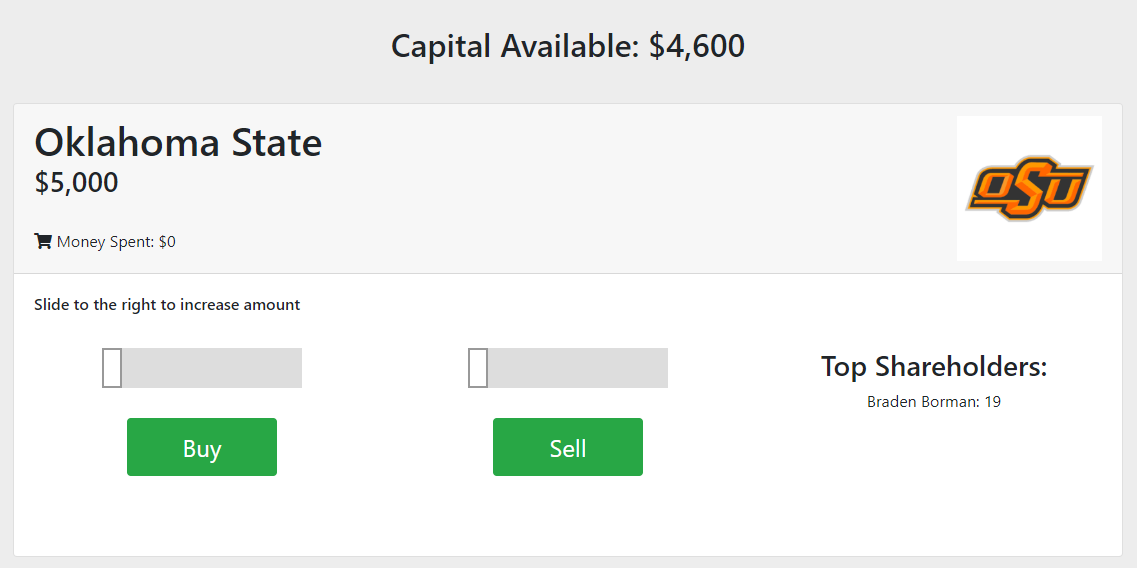 Capital Available: $4,600
Oklahoma State
$5,000
OSU
Money Spent: $0
Slide to the right to increase amount
Top Shareholders:
Braden Borman: 19
Buy
Sell